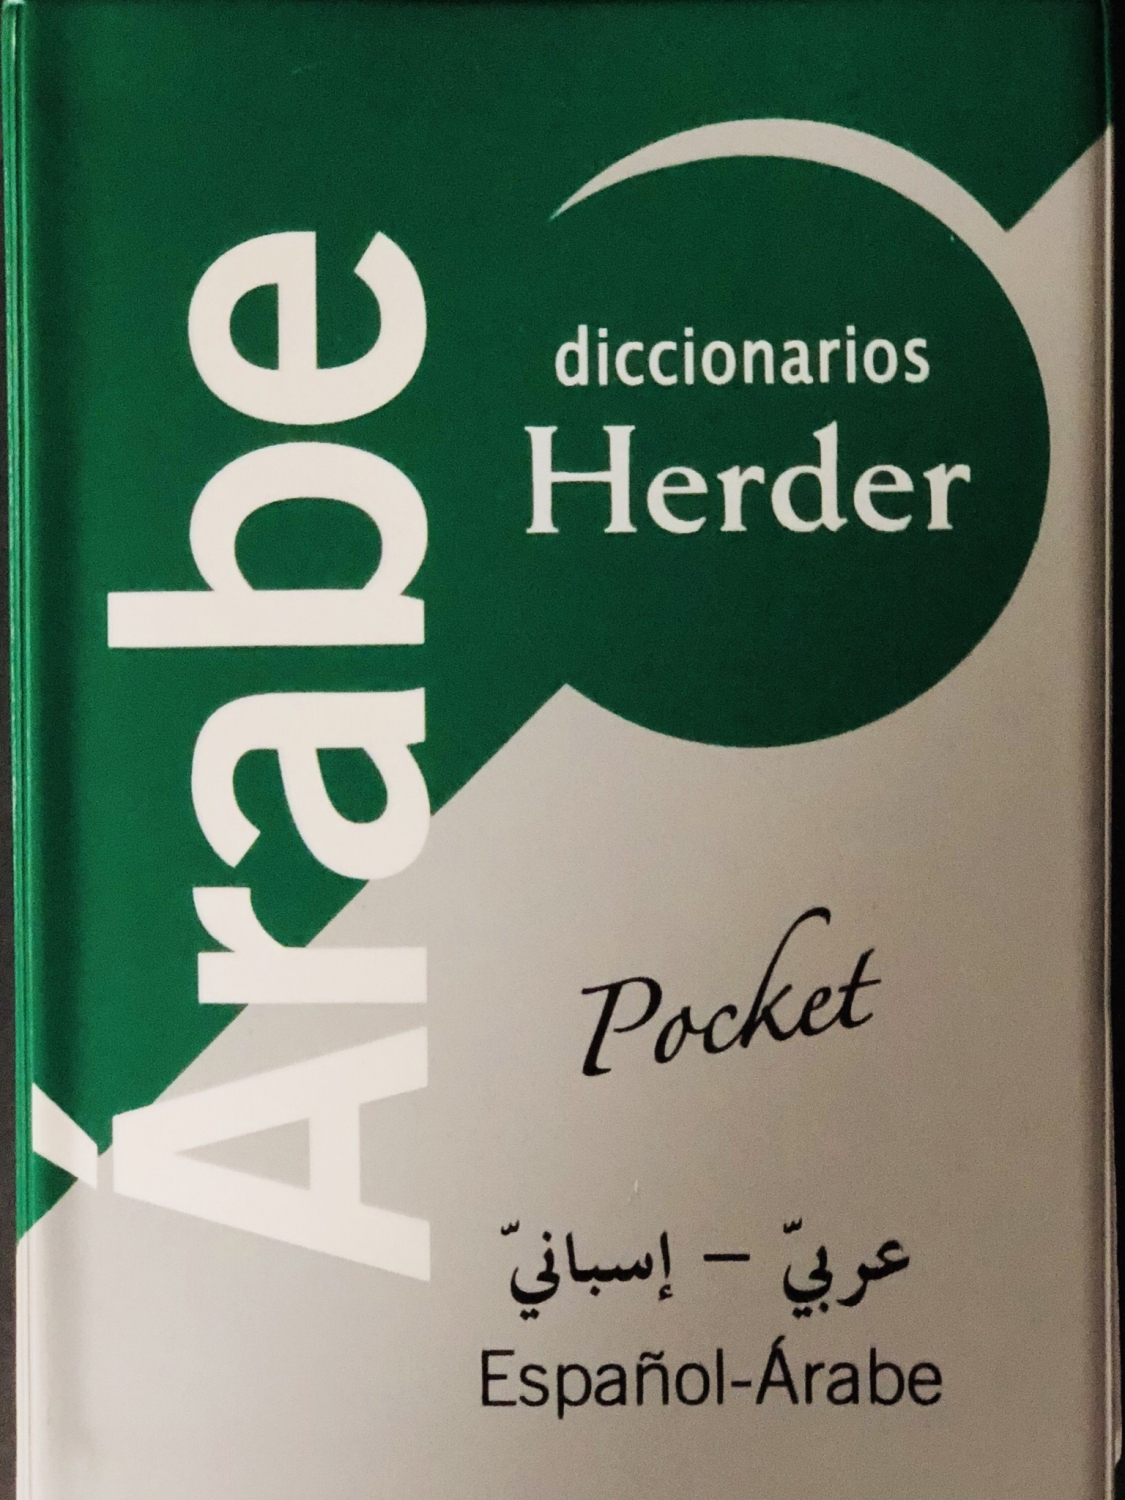 Árabe
diccionarios
Herder
Pocket
عربيّ – إسبانيّ
Español-Árabe